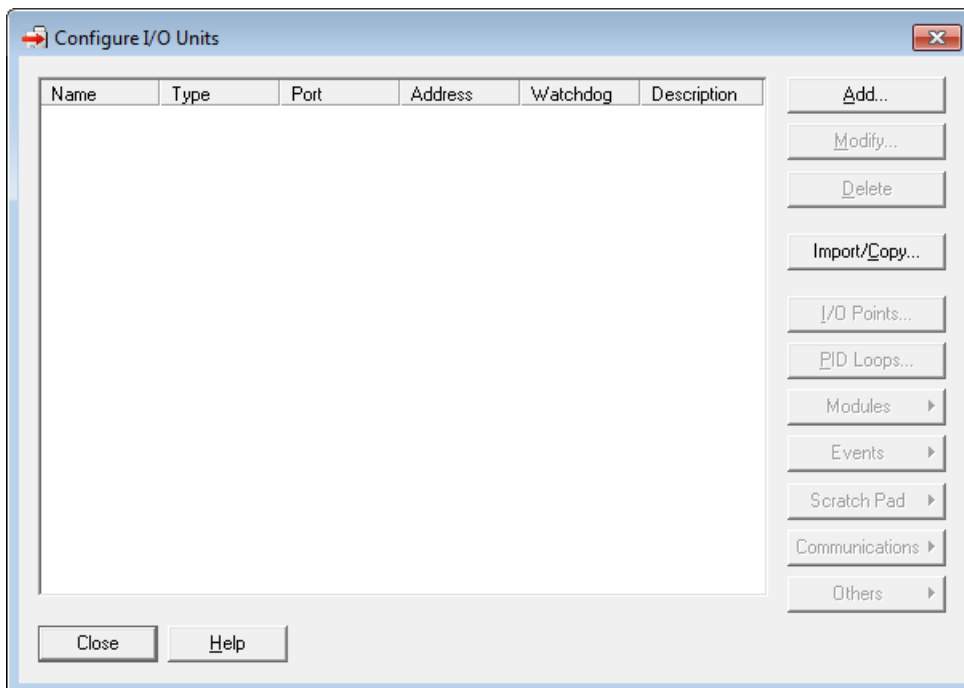 Configure I/O Units
Name Type Port Address Watchdog Description
Add...
Modify...
Delete
Import/Copy...
I/O Points...
PID Loops...
Modules
Events
Scratch Pad
Communications
Others
Close Help